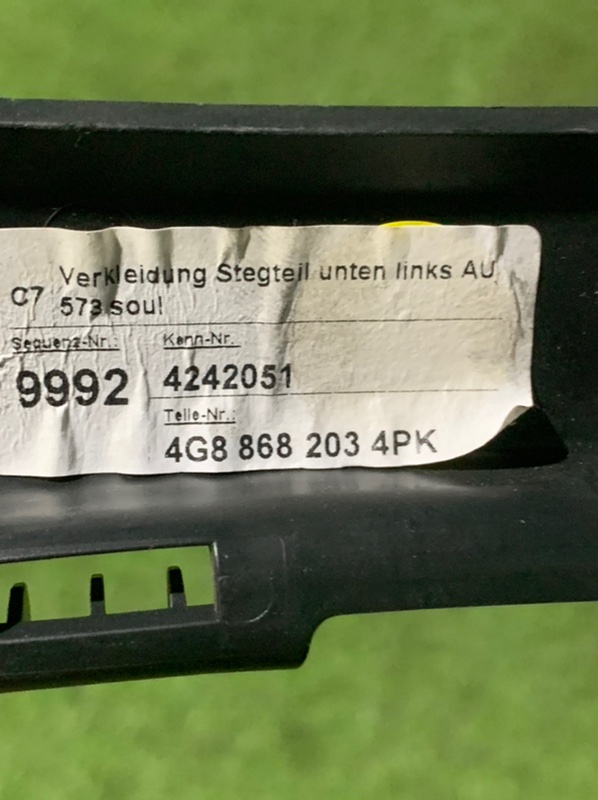 Verkleidung Stegteil unten links AU
C7 573 soul
Sequenz-Nr.: Kenn-Nr.
9992 4242051
Teile-Nr.:
4G8 868 203 4PK